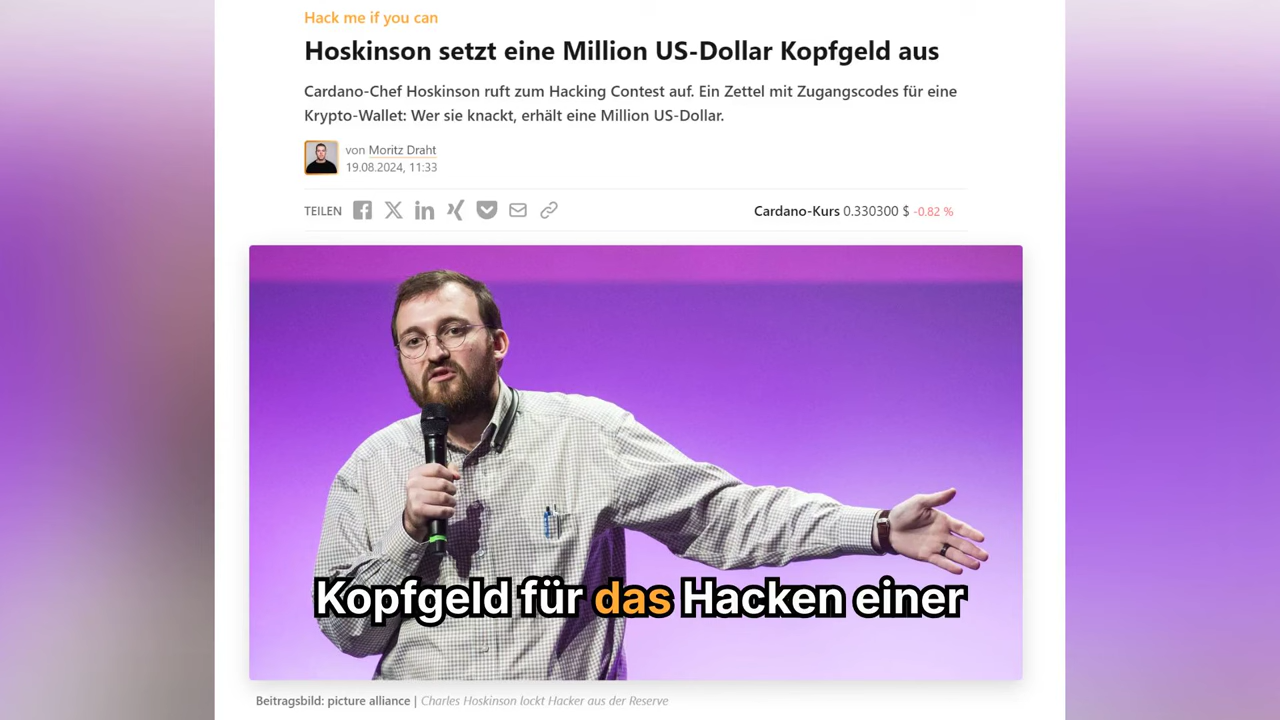 Hack me if you can
Hoskinson setzt eine Million US-Dollar Kopfgeld aus
Cardano-Chef Hoskinson ruft zum Hacking Contest auf. Ein Zettel mit Zugangscodes für eine
Krypto-Wallet: Wer sie knackt, erhält eine Million US-Dollar.
von Moritz Draht
19.08.2024, 11:33
TEILEN
Cardano-Kurs 0.330300 $ -0.82 %
Kopfgeld für das Hacken einer
Beitragsbild: picture alliance | Charles Hoskinson lockt Hacker aus der Reserve